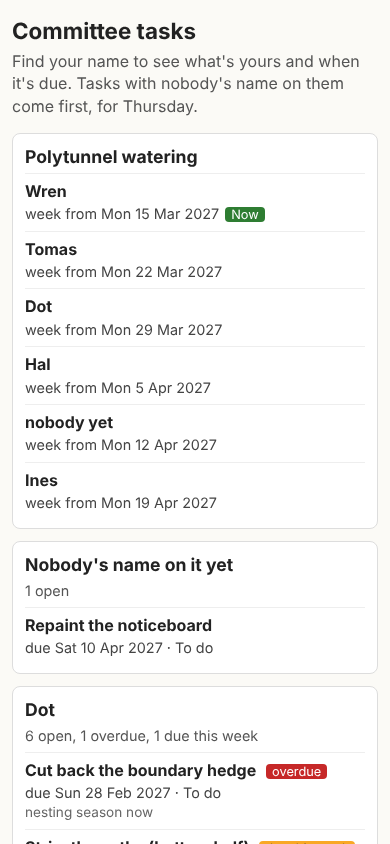 Committee tasks
Find your name to see what's yours and when
it's due. Tasks with nobody's name on them
come first, for Thursday.
Polytunnel watering
Wren
week from Mon 15 Mar 2027 Now
Tomas
week from Mon 22 Mar 2027
Dot
week from Mon 29 Mar 2027
Hal
week from Mon 5 Apr 2027
nobody yet
week from Mon 12 Apr 2027
Ines
week from Mon 19 Apr 2027
Nobody's name on it yet
1 open
Repaint the noticeboard
due Sat 10 Apr 2027 · To do
Dot
6 open, 1 overdue, 1 due this week
Cut back the boundary hedge overdue
due Sun 28 Feb 2027 · To do
nesting season now